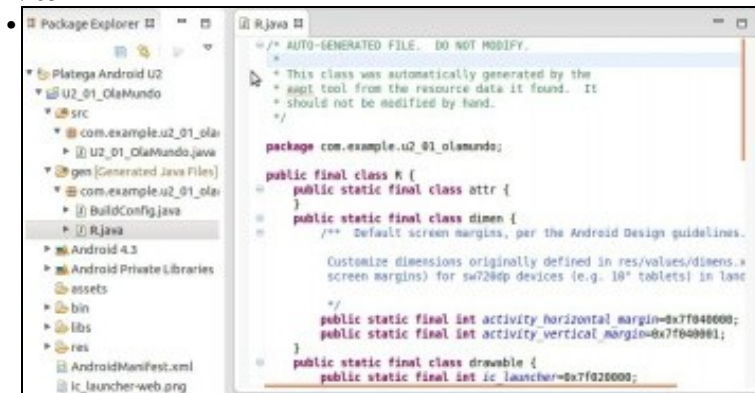 Package Explorer
Platega Android U2
U2_01_OlaMundo
src
com.example.u2_01_olar
U2_01_OlaMundo.java
gen [Generated Java Files]
com.example.u2_01_olar
BuildConfig.java
R.java
Android 4.3
Android Private Libraries
assets
bin
libs
res
AndroidManifest.xml
ic_launcher-web.png
R.java
/* AUTO-GENERATED FILE.  DO NOT MODIFY.
 *
 * This class was automatically generated by the
 * aapt tool from the resource data it found.  It
 * should not be modified by hand.
 */
package com.example.u2_01_olamundo;
public final class R {
    public static final class attr {
    }
    public static final class dimen {
        /**  Default screen margins, per the Android Design guidelines.
         Customize dimensions originally defined in res/values/dimens.x
         screen margins) for sw720dp devices (e.g. 10" tablets) in land
         */
        public static final int activity_horizontal_margin=0x7f040000;
        public static final int activity_vertical_margin=0x7f040001;
    }
    public static final class drawable {
        public static final int ic_launcher=0x7f020000;